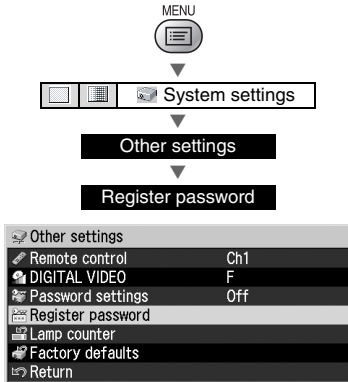 MENU
System settings
Other settings
Register password
Other settings
Remote control Ch1
DIGITAL VIDEO F
Password settings Off
Register password
Lamp counter
Factory defaults
Return